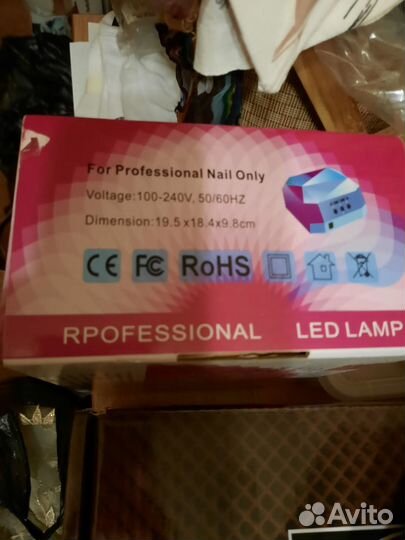 For Professional Nail Only
Voltage:100-240V, 50/60HZ
Dimension:19.5x18.4x9.8cm
CE FC RoHS
RPOFESSIONAL LED LAMP
Avito